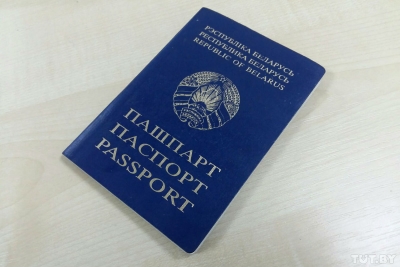 РЭСПУБЛІКА БЕЛАРУСЬ
РЕСПУБЛИКА БЕЛАРУСЬ
REPUBLIC OF BELARUS
ПАШПАРТ
ПАСПОРТ
PASSPORT
TUT.BY